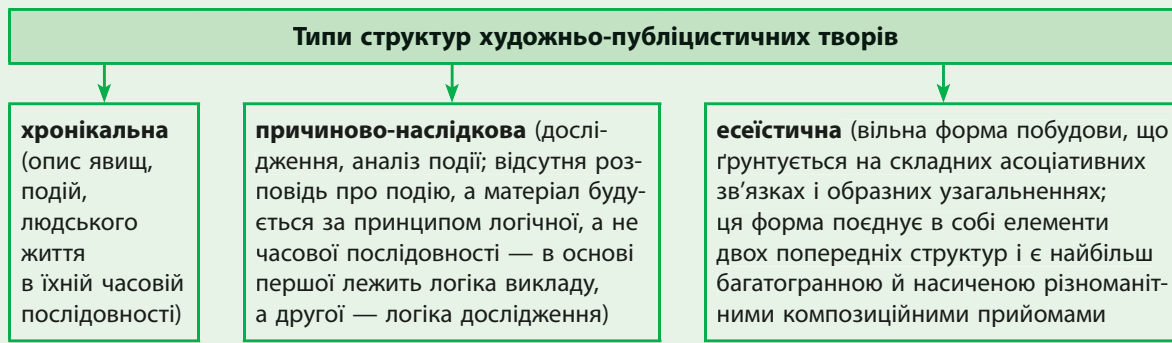 Типи структур художньо-публіцистичних творів
хронікальна
(опис явищ,
подій,
людського
життя
в їхній часовій
послідовності)
причиново-наслідкова (дослі-
дження, аналіз події; відсутня роз-
повідь про подію, а матеріал буду-
ється за принципом логічної, а не
часової послідовності — в основі
першої лежить логіка викладу,
а другої — логіка дослідження)
есеїстична (вільна форма побудови, що
ґрунтується на складних асоціативних
зв’язках і образних узагальненнях;
ця форма поєднує в собі елементи
двох попередніх структур і є найбільш
багатогранною й насиченою різноманіт-
ними композиційними прийомами